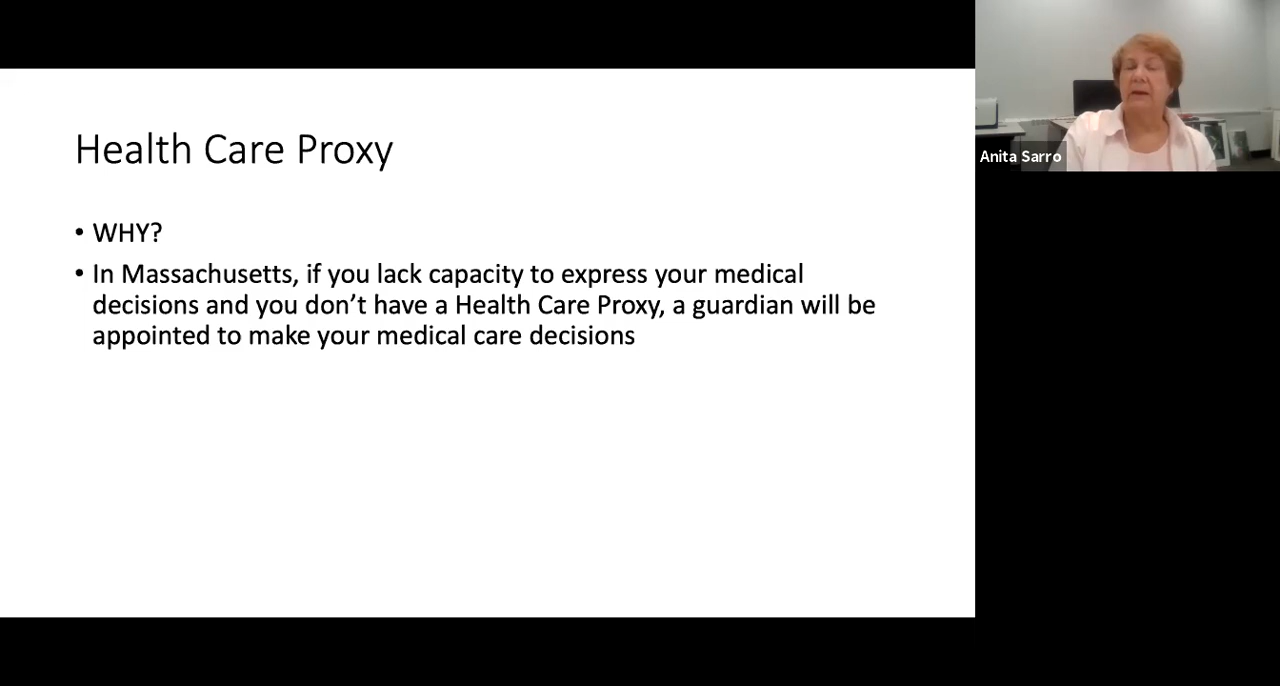 Health Care Proxy
• WHY?
• In Massachusetts, if you lack capacity to express your medical
decisions and you don’t have a Health Care Proxy, a guardian will be
appointed to make your medical care decisions
Anita Sarro